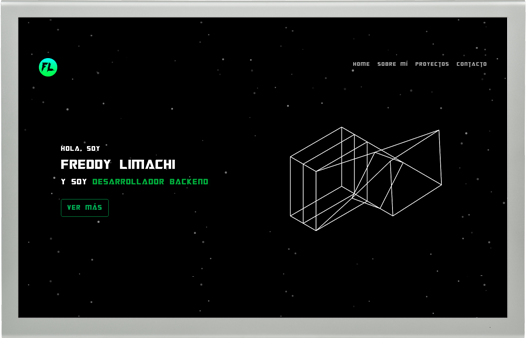 FL
HOME SOBRE MÍ PROYECTOS CONTACTO
HOLA, SOY
FREDDY LIMACHI
Y SOY DESARROLLADOR BACKEND
VER MÁS